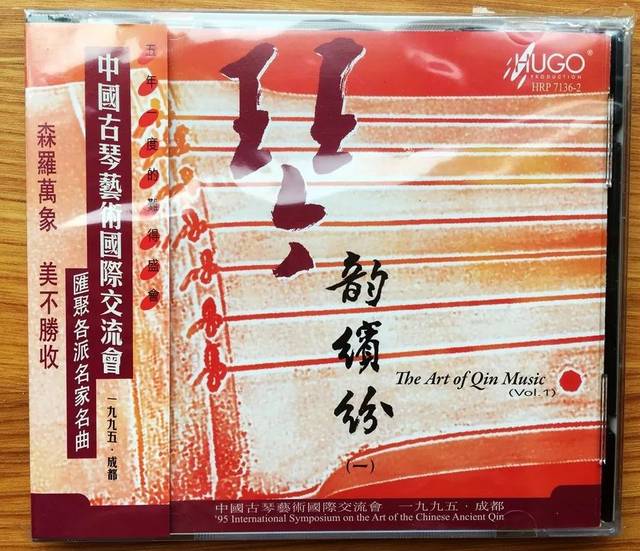 五年一度的難得盛會
中國古琴藝術國際交流會
一九九五·成都
匯聚各派名家名曲
森羅萬象 美不勝收
HUGO®
PRODUCTION
HRP 7136-2
琴
韵繽紛
(一)
The Art of Qin Music
(Vol.1)
中國古琴藝術國際交流會 一九九五·成都
'95 International Symposium on the Art of the Chinese Ancient Qin